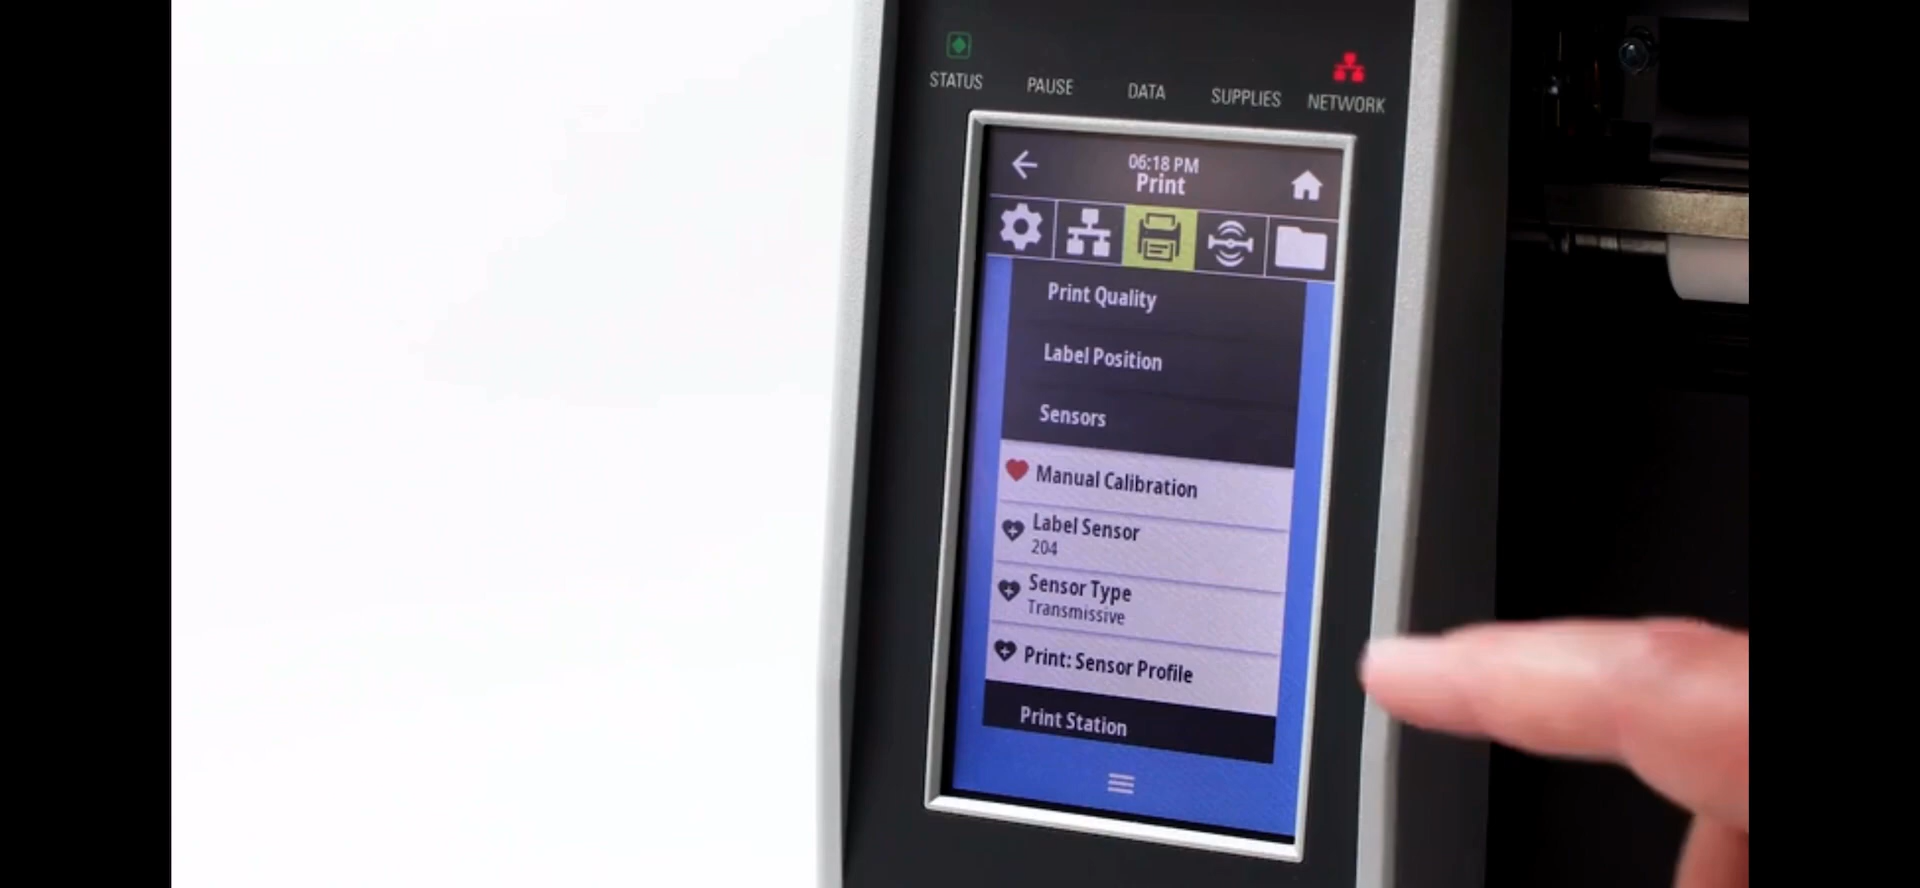 STATUS PAUSE DATA SUPPLIES NETWORK
06:18 PM
Print
Print Quality
Label Position
Sensors
Manual Calibration
Label Sensor
204
Sensor Type
Transmissive
Print: Sensor Profile
Print Station